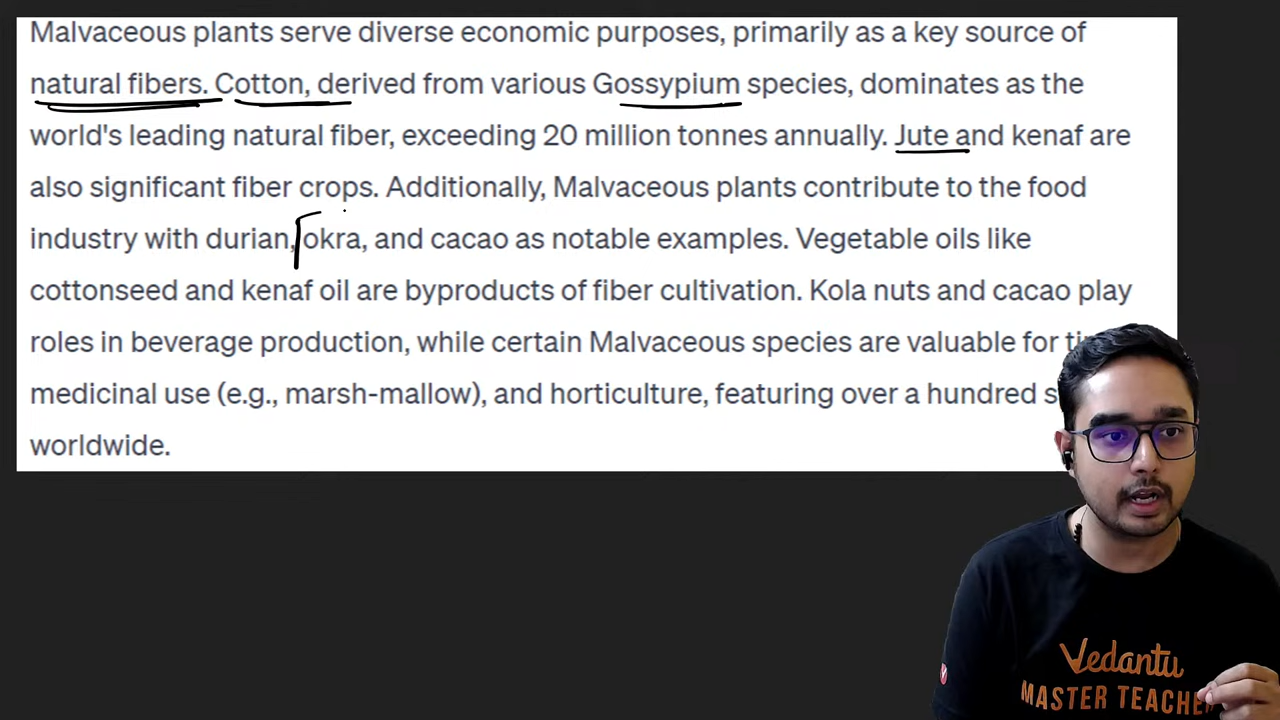 Malvaceous plants serve diverse economic purposes, primarily as a key source of
natural fibers. Cotton, derived from various Gossypium species, dominates as the
world's leading natural fiber, exceeding 20 million tonnes annually. Jute and kenaf are
also significant fiber crops. Additionally, Malvaceous plants contribute to the food
industry with durian, okra, and cacao as notable examples. Vegetable oils like
cottonseed and kenaf oil are byproducts of fiber cultivation. Kola nuts and cacao play
roles in beverage production, while certain Malvaceous species are valuable for
medicinal use (e.g., marsh-mallow), and horticulture, featuring over a hundred
worldwide.
Vedantu
MASTER TEACHE